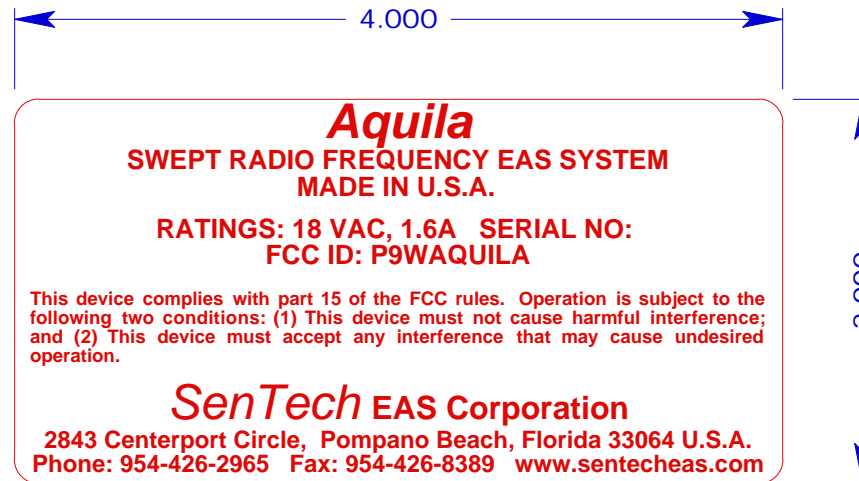 4.000
Aquila
SWEPT RADIO FREQUENCY EAS SYSTEM
MADE IN U.S.A.
RATINGS: 18 VAC, 1.6A   SERIAL NO:
FCC ID: P9WAQUILA
This device complies with part 15 of the FCC rules.  Operation is subject to the
following two conditions: (1) This device must not cause harmful interference;
and (2) This device must accept any interference that may cause undesired
operation.
SenTech EAS Corporation
2843 Centerport Circle,  Pompano Beach, Florida 33064 U.S.A.
Phone: 954-426-2965   Fax: 954-426-8389   www.sentecheas.com